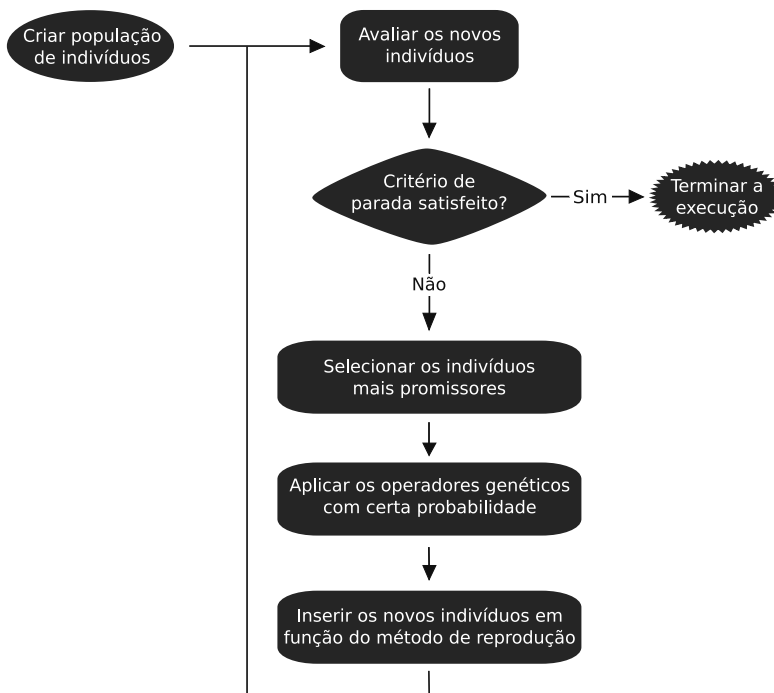 Criar população
de indivíduos
Avaliar os novos
indivíduos
Critério de
parada satisfeito?
Sim
Terminar a
execução
Não
Selecionar os indivíduos
mais promissores
Aplicar os operadores genéticos
com certa probabilidade
Inserir os novos indivíduos em
função do método de reprodução